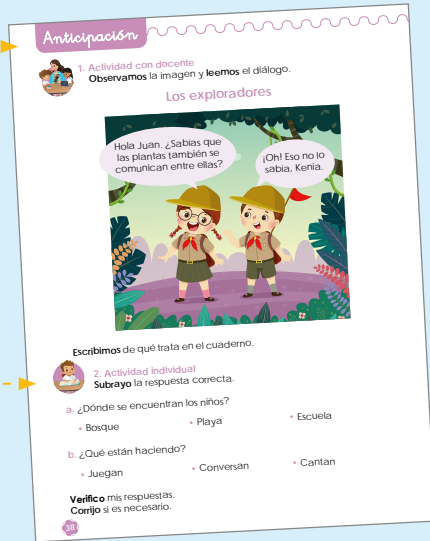 Anticipación
1. Actividad con docente
Observamos la imagen y leemos el diálogo.
Los exploradores
Hola Juan. ¿Sabías que
las plantas también se
comunican entre ellas?
¡Oh! Eso no lo
sabía, Kenia.
Escribimos de qué trata en el cuaderno.
2. Actividad individual
Subrayo la respuesta correcta.
a. ¿Dónde se encuentran los niños?
• Bosque • Playa • Escuela
b. ¿Qué están haciendo?
• Juegan • Conversan • Cantan
Verifico mis respuestas.
Corrijo si es necesario.
38